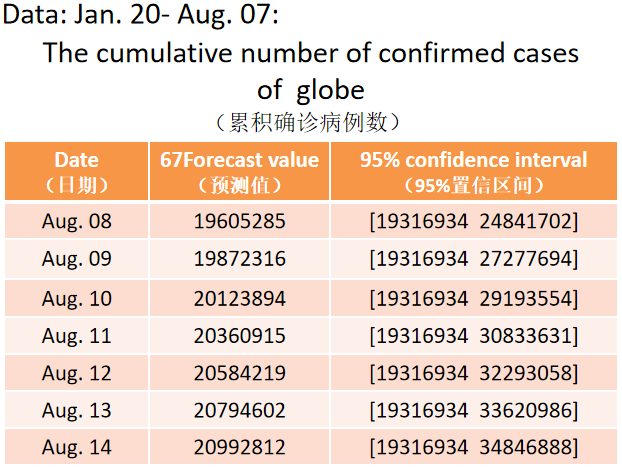 Data: Jan. 20- Aug. 07:
The cumulative number of confirmed cases
of globe
（累积确诊病例数）
Date 67Forecast value 95% confidence interval
（日期） （预测值） （95%置信区间）
Aug. 08 19605285 [19316934 24841702]
Aug. 09 19872316 [19316934 27277694]
Aug. 10 20123894 [19316934 29193554]
Aug. 11 20360915 [19316934 30833631]
Aug. 12 20584219 [19316934 32293058]
Aug. 13 20794602 [19316934 33620986]
Aug. 14 20992812 [19316934 34846888]